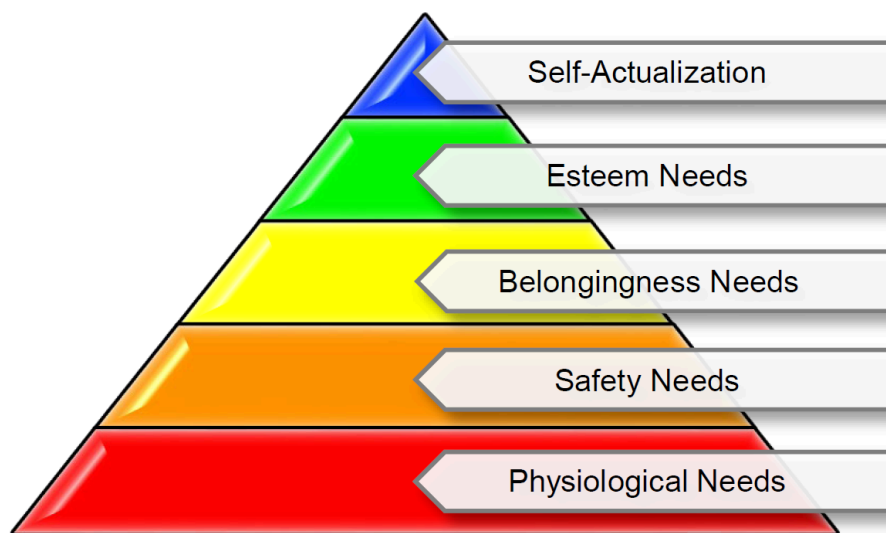 Self-Actualization
Esteem Needs
Belongingness Needs
Safety Needs
Physiological Needs